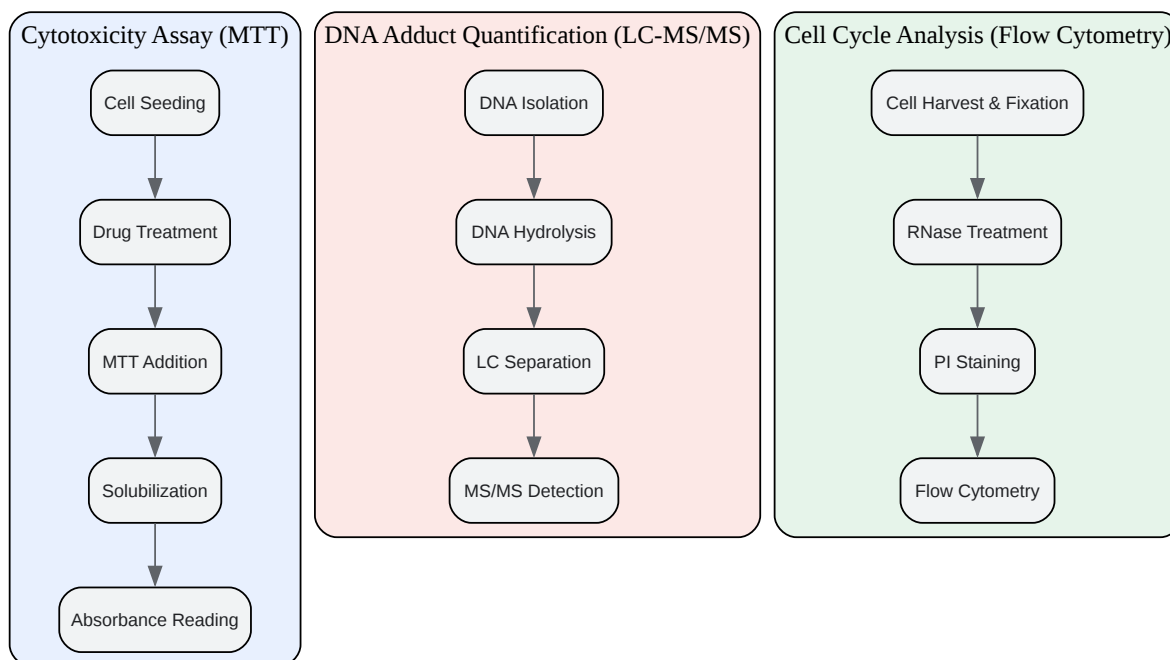 Cytotoxicity Assay (MTT)
Cell Seeding
Drug Treatment
MTT Addition
Solubilization
Absorbance Reading
DNA Adduct Quantification (LC-MS/MS)
DNA Isolation
DNA Hydrolysis
LC Separation
MS/MS Detection
Cell Cycle Analysis (Flow Cytometry)
Cell Harvest & Fixation
RNase Treatment
PI Staining
Flow Cytometry